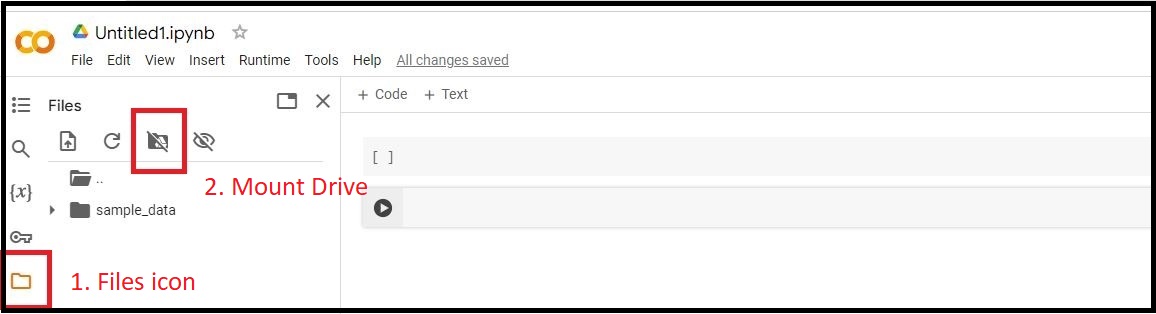 Untitled1.ipynb
File Edit View Insert Runtime Tools Help All changes saved
Files
+ Code + Text
[ ]
..
2. Mount Drive
{x}
sample_data
1. Files icon